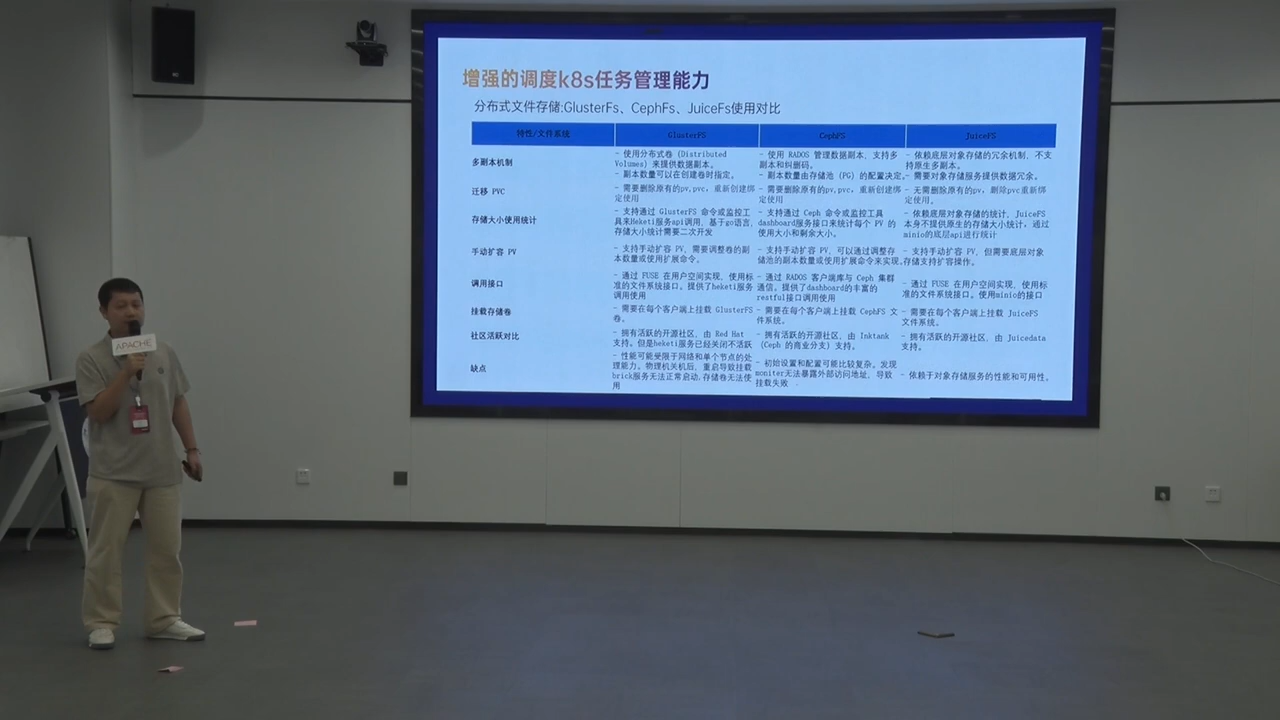 增强的调度k8s任务管理能力
分布式文件存储:GlusterFs、CephFs、JuiceFs使用对比
特性/文件系统 GlusterFS CephFS JuiceFS
多副本机制
- 使用分布式卷 (Distributed
Volumes) 来提供数据副本。
- 副本数量可以在创建卷时指定。
- 使用 RADOS 管理数据副本，支持多
副本和纠删码。
- 副本数量由存储池 (PG) 的配置决定。
- 依赖底层对象存储的冗余机制，不支
持原生多副本。
- 需要对象存储服务提供数据冗余。
迁移 PVC
- 需要删除原有的pv,pvc，重新创建绑
定使用
- 需要删除原有的pv,pvc，重新创建绑
定使用
- 无需删除原有的pv，删除pvc重新绑
定使用。
存储大小使用统计
- 支持通过 GlusterFS 命令或监控工
具来Heketi服务api调用，基于go语言,
存储大小统计需要二次开发
- 支持通过 Ceph 命令或监控工具
dashboard服务接口来统计每个 PV 的
使用大小和剩余大小。
- 依赖底层对象存储的统计，JuiceFS
本身不提供原生的存储大小统计，通过
minio的底层api进行统计
手动扩容 PV
- 支持手动扩容 PV，需要调整卷的副
本数量或使用扩展命令。
- 支持手动扩容 PV，可以通过调整存
储池的副本数量或使用扩展命令来实现。
- 支持手动扩容 PV，但需要底层对象
存储支持扩容操作。
调用接口
- 通过 FUSE 在用户空间实现，使用标
准的文件系统接口。提供了heketi服务
调用使用
- 通过 RADOS 客户端库与 Ceph 集群
通信。提供了dashboard的丰富的
restful接口调用使用
- 通过 FUSE 在用户空间实现，使用标
准的文件系统接口。使用minio的接口
挂载存储卷
- 需要在每个客户端上挂载 GlusterFS
卷。
- 需要在每个客户端上挂载 CephFS 文
件系统。
- 需要在每个客户端上挂载 JuiceFS
文件系统。
社区活跃对比
- 拥有活跃的开源社区，由 Red Hat
支持。但是heketi服务已经关闭不活跃
- 拥有活跃的开源社区，由 Inktank
(Ceph 的商业分支) 支持。
- 拥有活跃的开源社区，由 Juicedata
支持。
缺点
- 性能可能受限于网络和单个节点的处
理能力。物理机关机后，重启导致挂载
brick服务无法正常启动,存储卷无法使
用
- 初始设置和配置可能比较复杂。发现
moniter无法暴露外部访问地址，导致
挂载失败
- 依赖于对象存储服务的性能和可用性。
APACHE